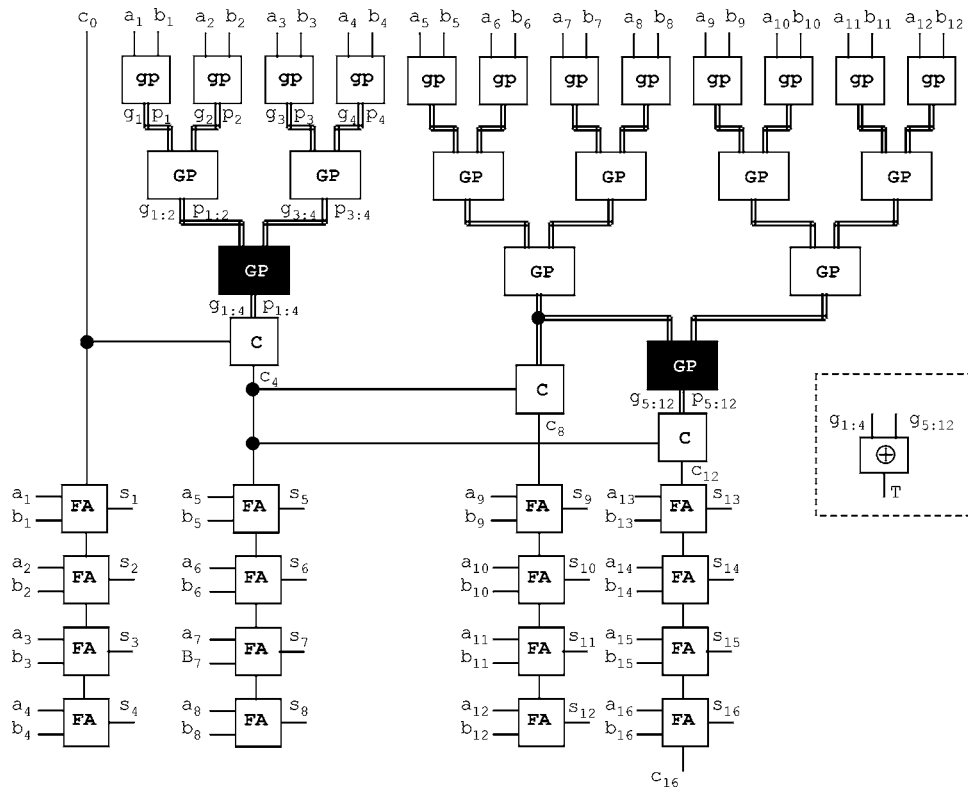 c0 a1 b1 a2 b2 a3 b3 a4 b4 a5 b5 a6 b6 a7 b7 a8 b8 a9 b9 a10 b10 a11 b11 a12 b12
gp gp gp gp gp gp gp gp gp gp gp gp
g1 p1 g2 p2 g3 p3 g4 p4
GP GP GP GP GP GP
g1:2 p1:2 g3:4 p3:4
GP GP GP
g1:4 p1:4
C
GP
c4 C
g5:12 p5:12
g1:4 g5:12
c8 C
⊕
c12
T
a1 FA s1 a5 FA s5 a9 FA s9 a13 FA s13
b1 b5 b9 b13
a2 FA s2 a6 FA s6 a10 FA s10 a14 FA s14
b2 b6 b10 b14
a3 FA s3 a7 FA s7 a11 FA s11 a15 FA s15
b3 B7 b11 b15
a4 FA s4 a8 FA s8 a12 FA s12 a16 FA s16
b4 b8 b12 b16
c16